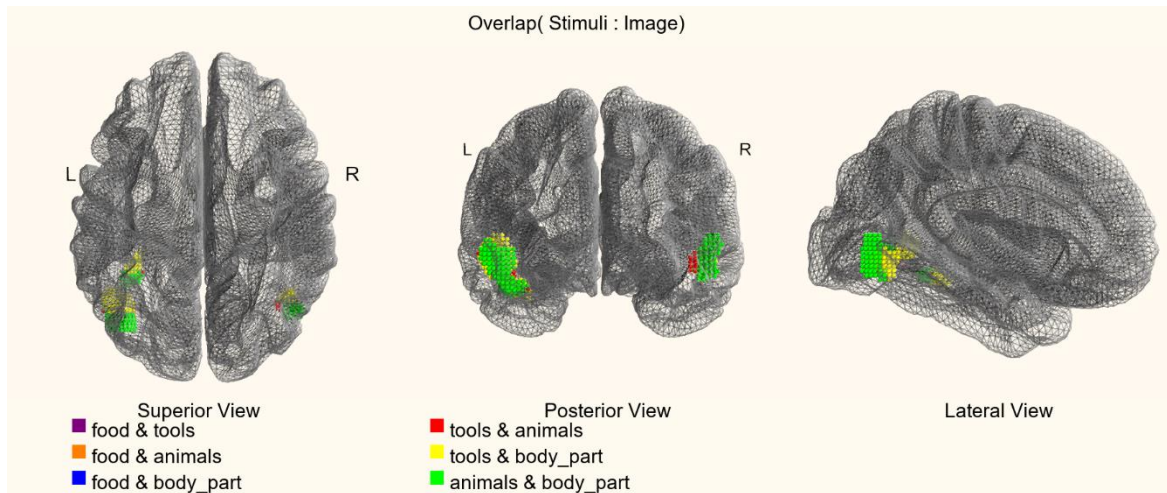 Overlap( Stimuli : Image)
L
R
L
R
Superior View
Posterior View
Lateral View
food & tools
food & animals
food & body_part
tools & animals
tools & body_part
animals & body_part